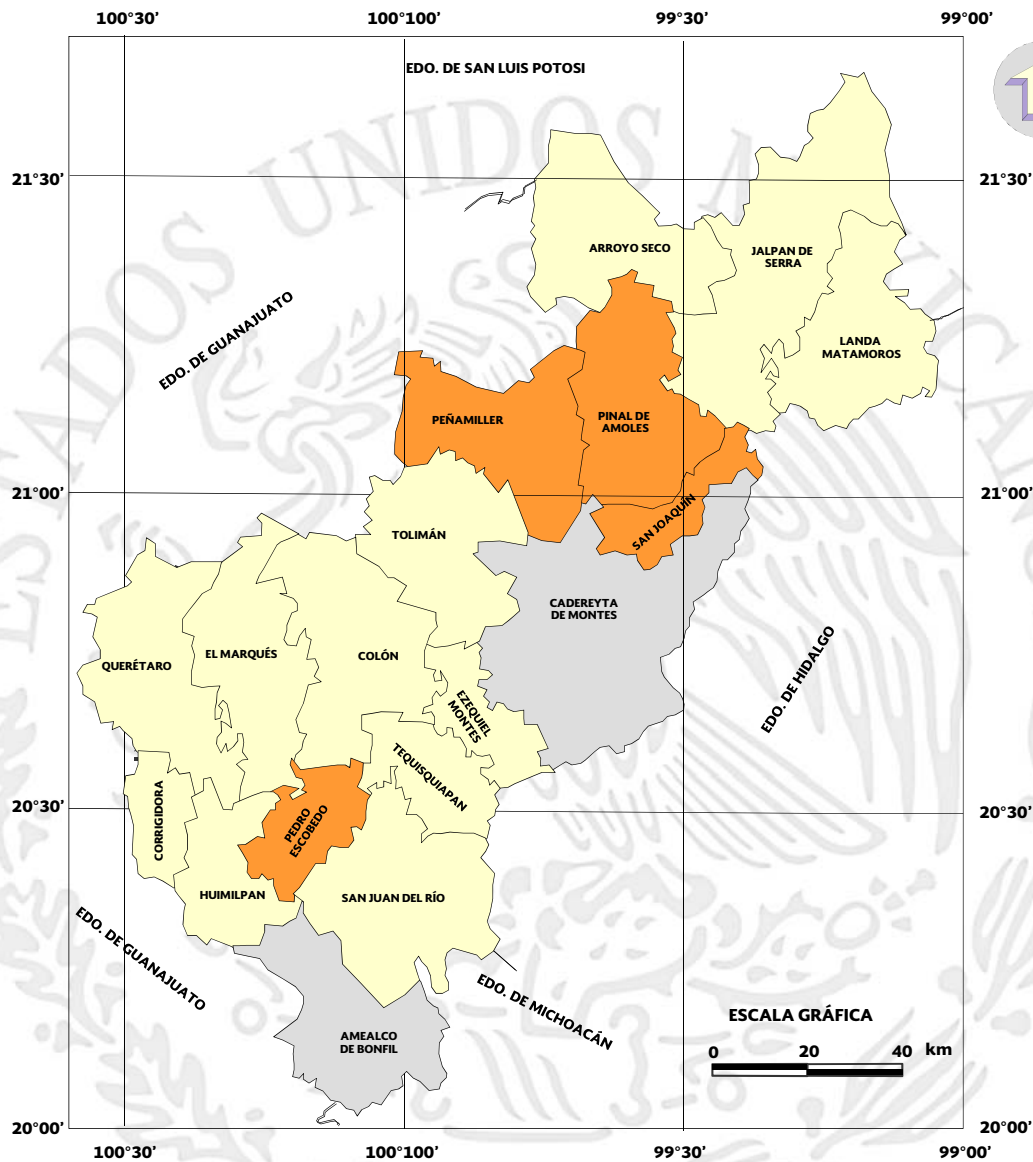 100°30'
100°00'
99°30'
99°00'
EDO. DE SAN LUIS POTOSI
21°30'
21°30'
ARROYO SECO
JALPAN DE
SERRA
EDO. DE GUANAJUATO
LANDA
MATAMOROS
PEÑAMILLER
PINAL DE
AMOLES
21°00'
21°00'
SAN JOAQUÍN
TOLIMÁN
CADEREYTA
DE MONTES
EDO. DE HIDALGO
QUERÉTARO
EL MARQUÉS
COLÓN
EZEQUIEL
MONTES
TEQUISQUIAPAN
20°30'
20°30'
CORRIGIDORA
PEDRO
ESCOBEDO
HUIMILPAN
SAN JUAN DEL RÍO
EDO. DE GUANAJUATO
EDO. DE MICHOACÁN
ESCALA GRÁFICA
AMEALCO
DE BONFIL
0 20 40 km
20°00'
20°00'
100°30'
100°00'
99°30'
99°00'